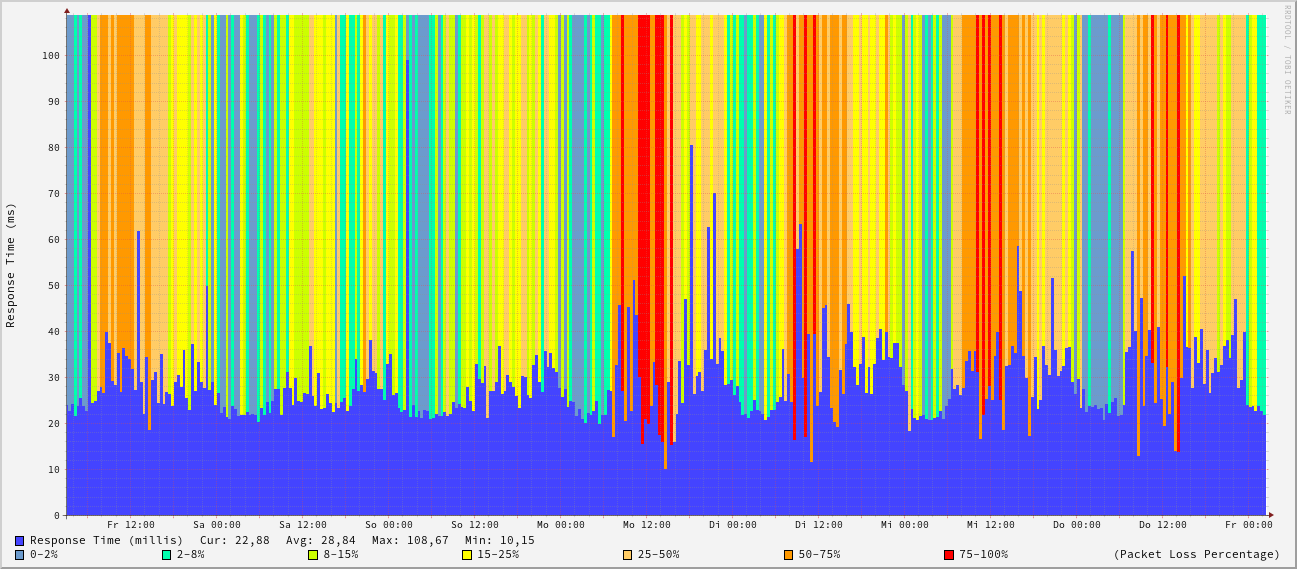 RRDTOOL / TOBI OETIKER
Response Time (ms)
100
90
80
70
60
50
40
30
20
10
0
Fr 12:00 Sa 00:00 Sa 12:00 So 00:00 So 12:00 Mo 00:00 Mo 12:00 Di 00:00 Di 12:00 Mi 00:00 Mi 12:00 Do 00:00 Do 12:00 Fr 00:00
Response Time (millis) Cur: 22,88 Avg: 28,84 Max: 108,67 Min: 10,15
0-2% 2-8% 8-15% 15-25% 25-50% 50-75% 75-100% (Packet Loss Percentage)